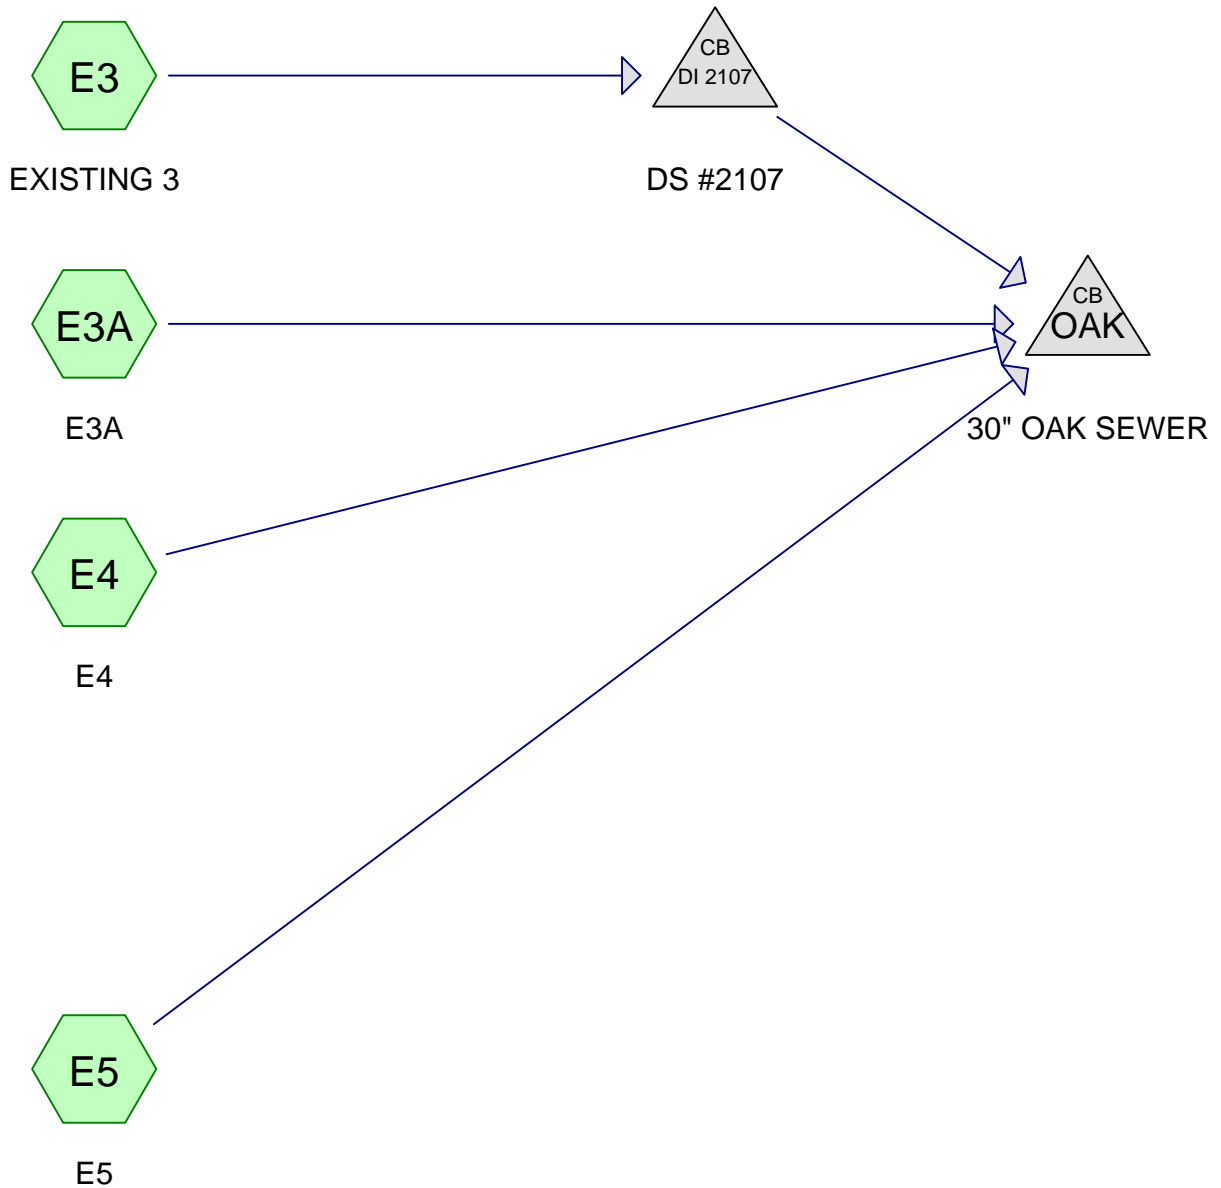 E3
EXISTING 3
CB
DI 2107
DS #2107
E3A
E3A
CB
OAK
30" OAK SEWER
E4
E4
E5
E5